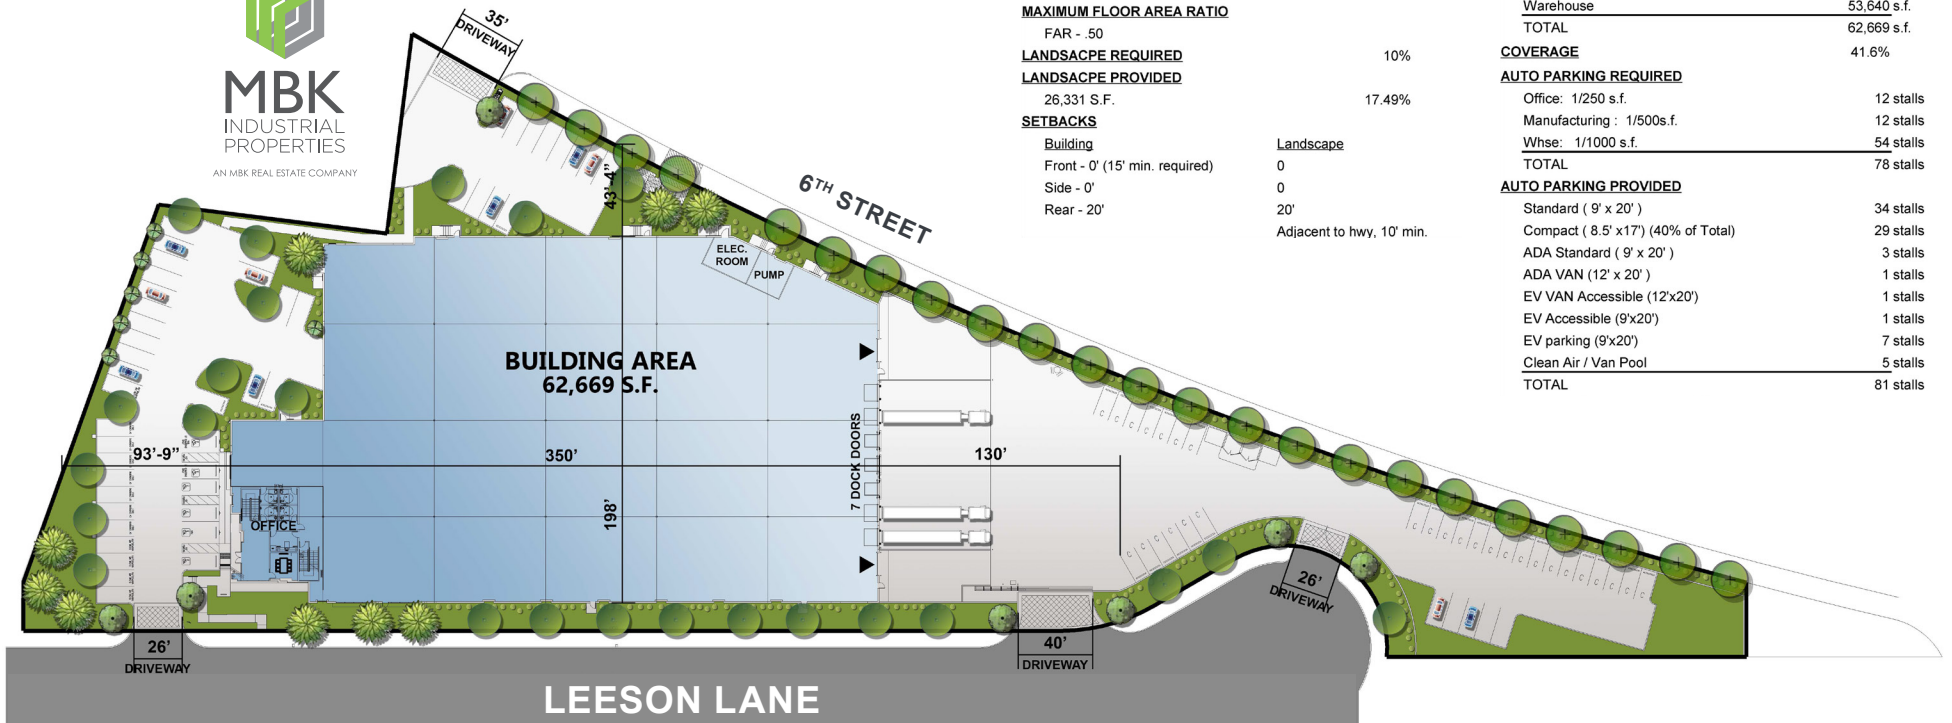 MBK
INDUSTRIAL
PROPERTIES
AN MBK REAL ESTATE COMPANY
35'
DRIVEWAY
43'-4"
6TH STREET
ELEC.
ROOM
PUMP
BUILDING AREA
62,669 S.F.
93'-9"
350'
130'
198'
7 DOCK DOORS
OFFICE
26'
DRIVEWAY
40'
DRIVEWAY
26'
DRIVEWAY
LEESON LANE
MAXIMUM FLOOR AREA RATIO
FAR - .50
LANDSACPE REQUIRED 10%
LANDSACPE PROVIDED
26,331 S.F. 17.49%
SETBACKS
Building Landscape
Front - 0' (15' min. required) 0
Side - 0' 0
Rear - 20' 20'
Adjacent to hwy, 10' min.
Warehouse 53,640 s.f.
TOTAL 62,669 s.f.
COVERAGE 41.6%
AUTO PARKING REQUIRED
Office: 1/250 s.f. 12 stalls
Manufacturing : 1/500s.f. 12 stalls
Whse: 1/1000 s.f. 54 stalls
TOTAL 78 stalls
AUTO PARKING PROVIDED
Standard ( 9' x 20' ) 34 stalls
Compact ( 8.5' x17') (40% of Total) 29 stalls
ADA Standard ( 9' x 20' ) 3 stalls
ADA VAN (12' x 20' ) 1 stalls
EV VAN Accessible (12'x20') 1 stalls
EV Accessible (9'x20') 1 stalls
EV parking (9'x20') 7 stalls
Clean Air / Van Pool 5 stalls
TOTAL 81 stalls